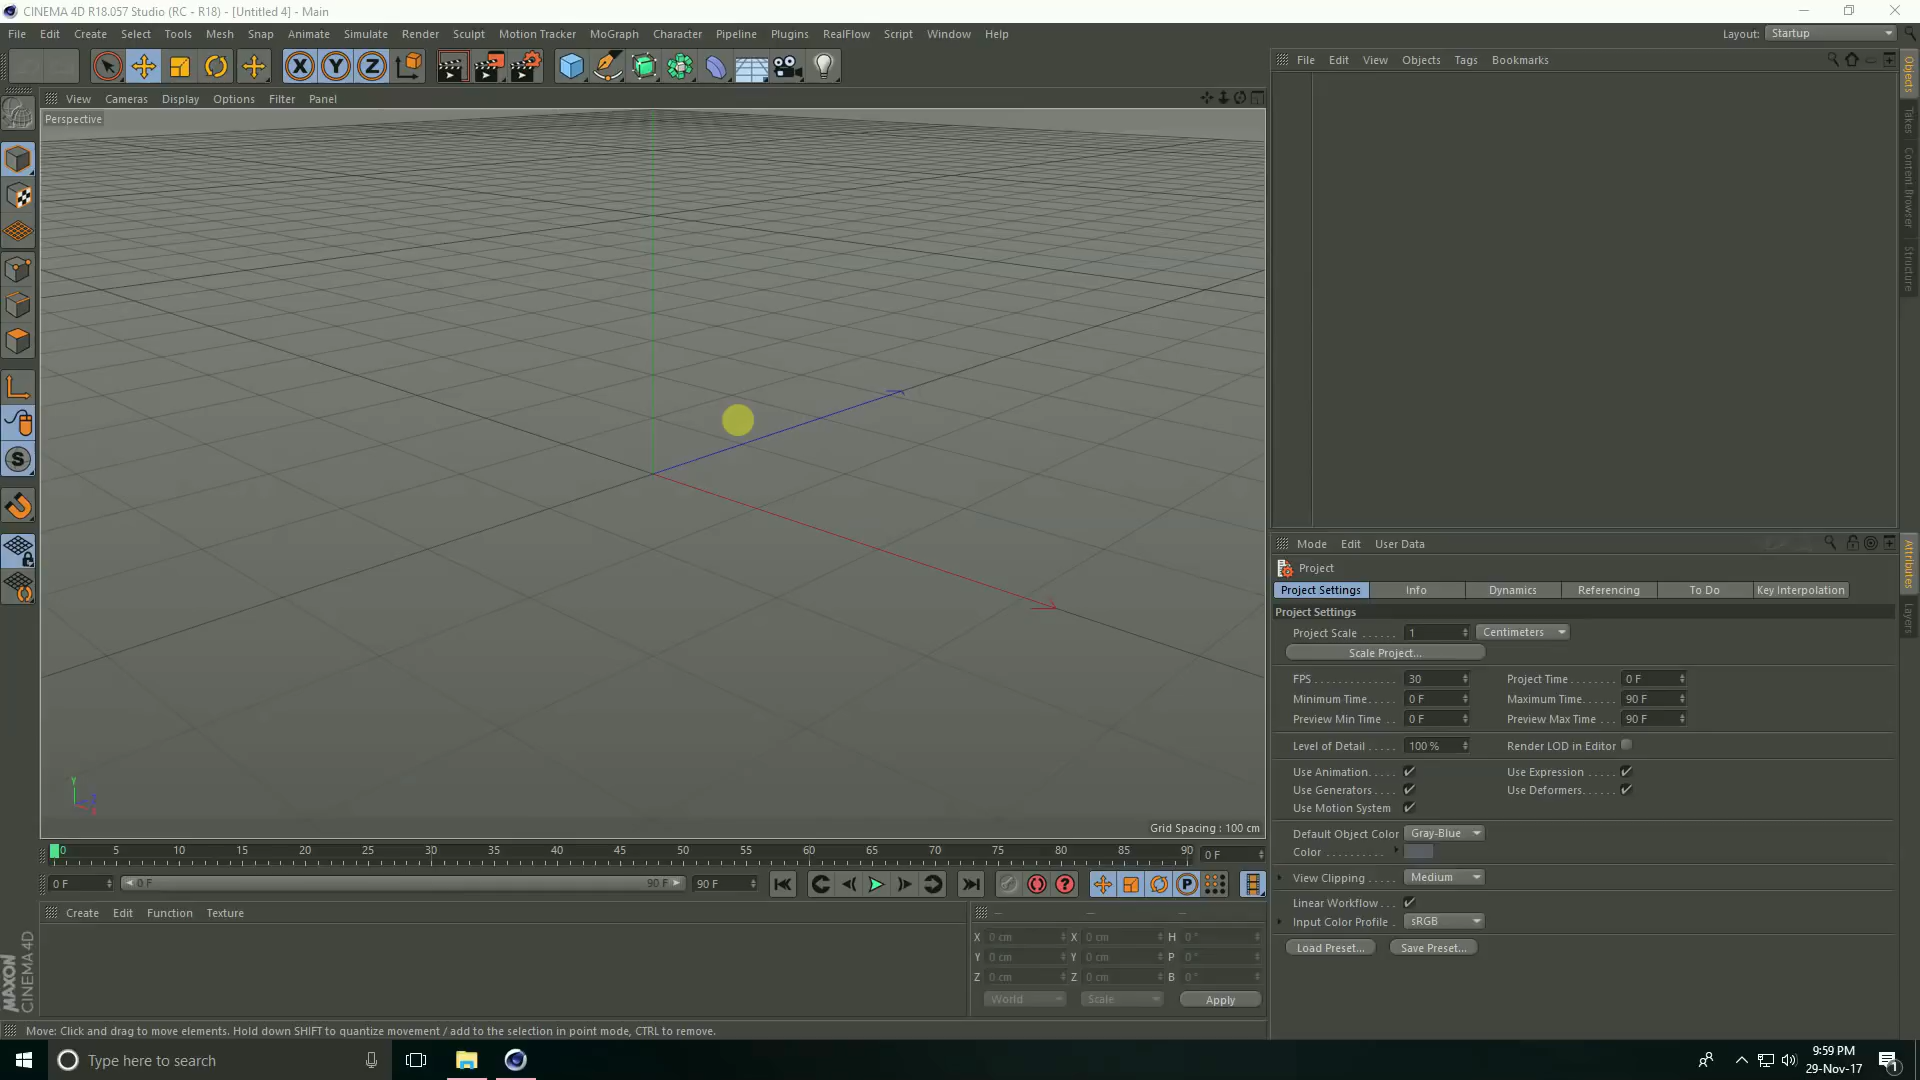 CINEMA 4D R18.057 Studio (RC - R18) - [Untitled 4] - Main
File Edit Create Select Tools Mesh Snap Animate Simulate Render Sculpt Motion Tracker MoGraph Character Pipeline Plugins RealFlow Script Window Help Layout: Startup
X Y Z
File Edit View Objects Tags Bookmarks
View Cameras Display Options Filter Panel
Perspective
Objects
Takes
Content Browser
Structure
S
Y
Z
X
Grid Spacing : 100 cm
0 5 10 15 20 25 30 35 40 45 50 55 60 65 70 75 80 85 90 0 F
0 F 0 F 90 F 90 F
P
Create Edit Function Texture
-- -- --
X 0 cm X 0 cm H 0 °
Y 0 cm Y 0 cm P 0 °
Z 0 cm Z 0 cm B 0 °
World Scale Apply
MAXON
CINEMA 4D
Mode Edit User Data
Project
Project Settings Info Dynamics Referencing To Do Key Interpolation
Project Settings
Project Scale . . . . . . 1 Centimeters
Scale Project...
FPS . . . . . . . . . . . . . 30 Project Time . . . . . . . 0 F
Minimum Time. . . . . 0 F Maximum Time. . . . . 90 F
Preview Min Time . . 0 F Preview Max Time . . . 90 F
Level of Detail . . . . . 100 % Render LOD in Editor
Use Animation. . . . . Use Expression . . . . .
Use Generators . . . . Use Deformers. . . . . .
Use Motion System
Default Object Color Gray-Blue
Color . . . . . . . . . .
View Clipping . . . . . Medium
Linear Workflow . . .
Input Color Profile . sRGB
Load Preset... Save Preset...
Attributes
Layers
Move: Click and drag to move elements. Hold down SHIFT to quantize movement / add to the selection in point mode, CTRL to remove.
Type here to search
9:59 PM
29-Nov-17
1